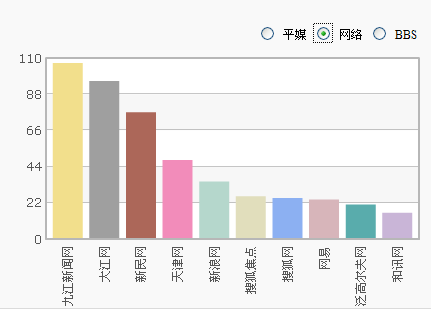 平媒 网络 BBS
110
88
66
44
22
0
九江新闻网
大江网
新民网
天津网
新浪网
搜狐焦点
搜狐网
网易
泛高尔夫网
和讯网